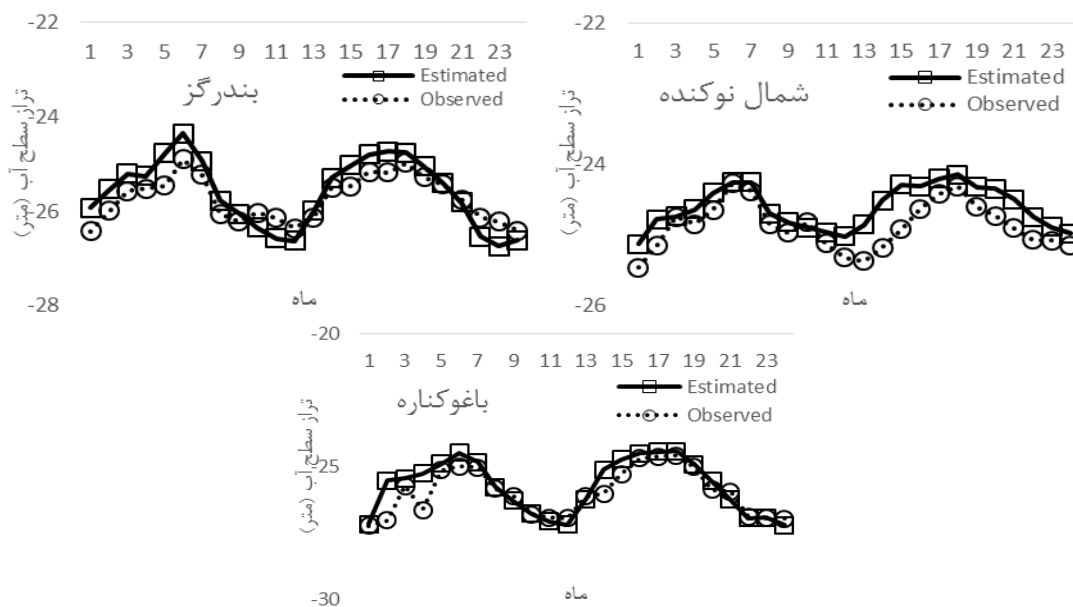 -22
1 3 5 7 9 11 13 15 17 19 21 23
Estimated
Observed
بندرگز
-24
-26
-28
تراز سطح آب (متر)
ماه
-22
1 3 5 7 9 11 13 15 17 19 21 23
Estimated
Observed
شمال نوکنده
-24
-26
تراز سطح آب (متر)
ماه
-20
1 3 5 7 9 11 13 15 17 19 21 23
Estimated
Observed
باغوکناره
-25
-30
تراز سطح آب (متر)
ماه